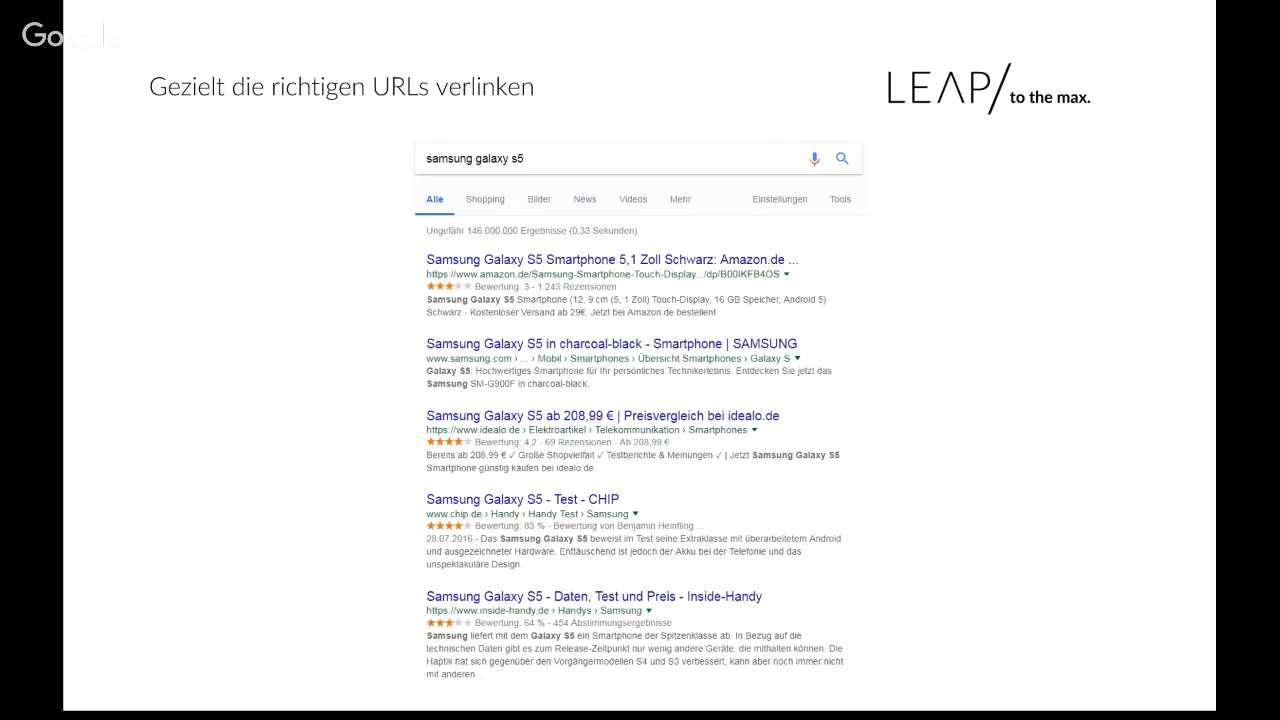 Google
Gezielt die richtigen URLs verlinken
LEAP/ to the max.
samsung galaxy s5
Alle Shopping Bilder News Videos Mehr Einstellungen Tools
Ungefähr 146.000.000 Ergebnisse (0,33 Sekunden)
Samsung Galaxy S5 Smartphone 5,1 Zoll Schwarz: Amazon.de ...
https://www.amazon.de/Samsung-Smartphone-Touch-Display.../dp/B00IKFB4OS
Bewertung: 3 - 1.243 Rezensionen
Samsung Galaxy S5 Smartphone (12, 9 cm (5, 1 Zoll) Touch-Display, 16 GB Speicher, Android 5)
Schwarz - Kostenloser Versand ab 29€. Jetzt bei Amazon.de bestellen!
Samsung Galaxy S5 in charcoal-black - Smartphone | SAMSUNG
www.samsung.com › ... › Mobil › Smartphones › Übersicht Smartphones › Galaxy S
Galaxy S5: Hochwertiges Smartphone für Ihr persönliches Technikerlebnis. Entdecken Sie jetzt das
Samsung SM-G900F in charcoal-black.
Samsung Galaxy S5 ab 208,99 € | Preisvergleich bei idealo.de
https://www.idealo.de › Elektroartikel › Telekommunikation › Smartphones
Bewertung: 4,2 - 69 Rezensionen - Ab 208,99 €
Bereits ab 208,99 € ✓ Große Shopvielfalt ✓ Testberichte & Meinungen ✓ | Jetzt Samsung Galaxy S5
Smartphone günstig kaufen bei idealo.de
Samsung Galaxy S5 - Test - CHIP
www.chip.de › Handy › Handy Test › Samsung
Bewertung: 83 % - Bewertung von Benjamin Heinfling ...
28.07.2016 - Das Samsung Galaxy S5 beweist im Test seine Extraklasse mit überarbeitetem Android
und ausgezeichneter Hardware. Enttäuschend ist jedoch der Akku bei der Telefonie und das
unspektakuläre Design.
Samsung Galaxy S5 - Daten, Test und Preis - Inside-Handy
https://www.inside-handy.de › Handys › Samsung
Bewertung: 64 % - 454 Abstimmungsergebnisse
Samsung liefert mit dem Galaxy S5 ein Smartphone der Spitzenklasse ab. In Bezug auf die
technischen Daten gibt es zum Release-Zeitpunkt nur wenig andere Geräte, die mithalten können. Die
Haptik hat sich gegenüber den Vorgängermodellen S4 und S3 verbessert, kann aber noch immer nicht
mit anderen ...